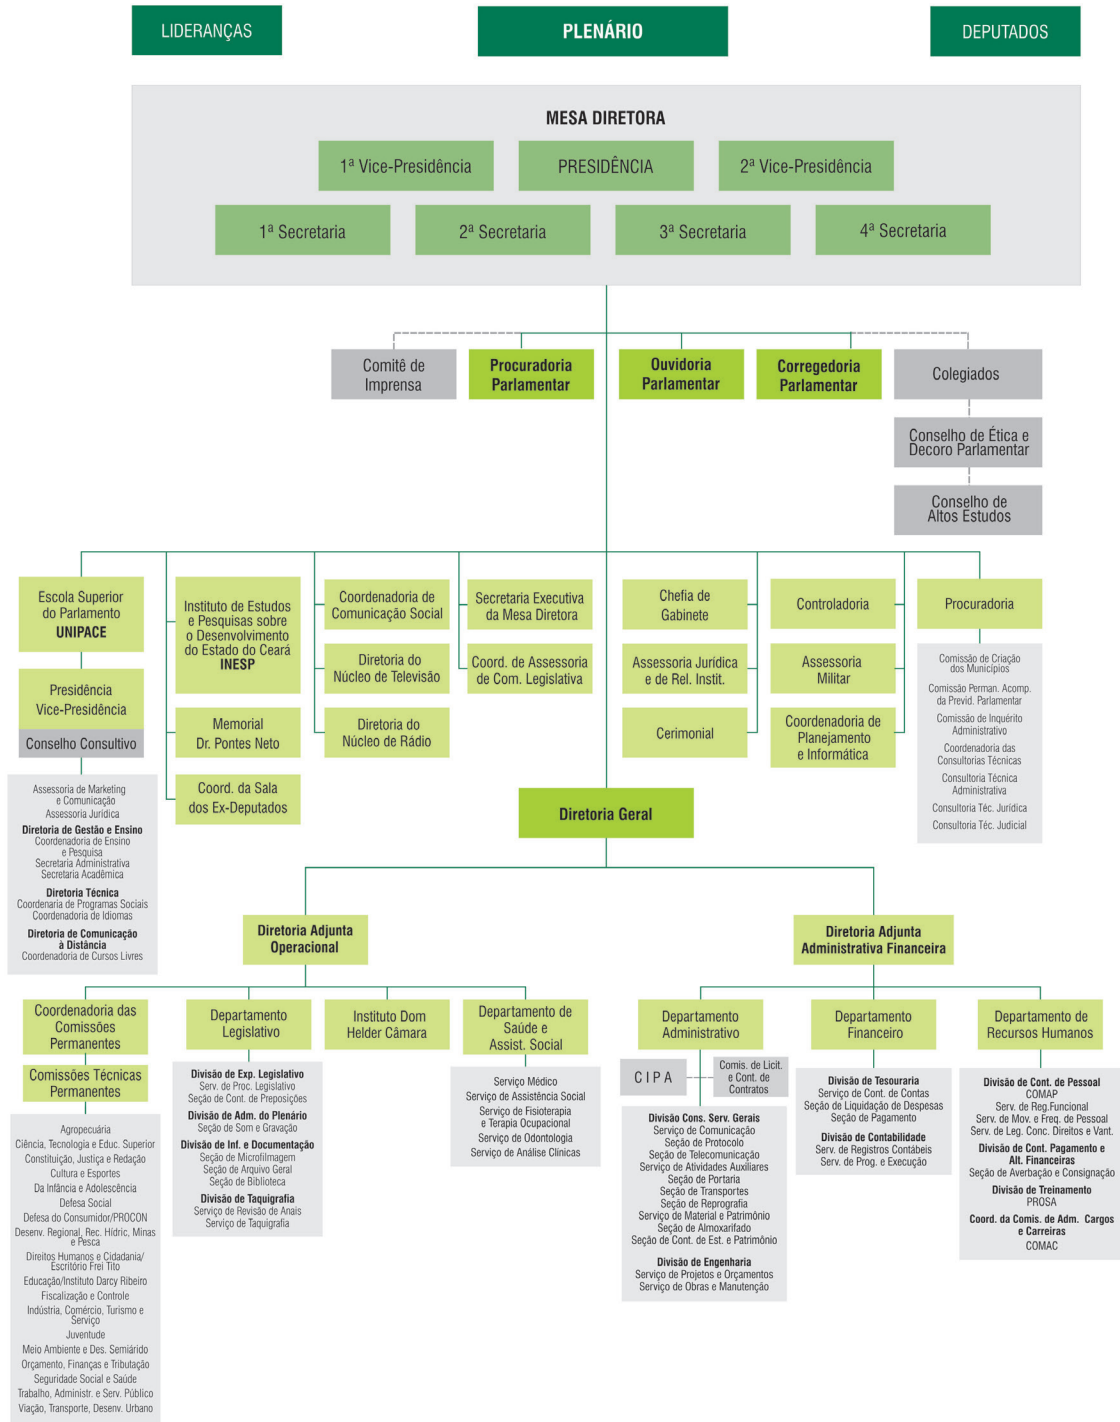 LIDERANÇAS
PLENÁRIO
DEPUTADOS
MESA DIRETORA
1ª Vice-Presidência
PRESIDÊNCIA
2ª Vice-Presidência
1ª Secretaria
2ª Secretaria
3ª Secretaria
4ª Secretaria
Comitê de
Imprensa
Procuradoria
Parlamentar
Ouvidoria
Parlamentar
Corregedoria
Parlamentar
Colegiados
Conselho de Ética e
Decoro Parlamentar
Conselho de
Altos Estudos
Escola Superior
do Parlamento
UNIPACE
Presidência
Vice-Presidência
Conselho Consultivo
Assessoria de Marketing
e Comunicação
Assessoria Jurídica
Diretoria de Gestão e Ensino
Coordenadoria de Ensino
e Pesquisa
Secretaria Administrativa
Secretaria Acadêmica
Diretoria Técnica
Coordenaria de Programas Sociais
Coordenadoria de Idiomas
Diretoria de Comunicação
à Distância
Coordenadoria de Cursos Livres
Instituto de Estudos
e Pesquisas sobre
o Desenvolvimento
do Estado do Ceará
INESP
Memorial
Dr. Pontes Neto
Coord. da Sala
dos Ex-Deputados
Coordenadoria de
Comunicação Social
Diretoria do
Núcleo de Televisão
Diretoria do
Núcleo de Rádio
Secretaria Executiva
da Mesa Diretora
Coord. de Assessoria
de Com. Legislativa
Chefia de
Gabinete
Assessoria Jurídica
e de Rel. Instit.
Cerimonial
Controladoria
Assessoria
Militar
Coordenadoria de
Planejamento
e Informática
Procuradoria
Comissão de Criação
dos Municípios
Comissão Perman. Acomp.
da Previd. Parlamentar
Comissão de Inquérito
Administrativo
Coordenadoria das
Consultorias Técnicas
Consultoria Técnica
Administrativa
Consultoria Téc. Jurídica
Consultoria Téc. Judicial
Diretoria Geral
Diretoria Adjunta
Operacional
Diretoria Adjunta
Administrativa Financeira
Coordenadoria das
Comissões
Permanentes
Comissões Técnicas
Permanentes
Agropecuária
Ciência, Tecnologia e Educ. Superior
Constituição, Justiça e Redação
Cultura e Esportes
Da Infância e Adolescência
Defesa Social
Defesa do Consumidor/PROCON
Desenv. Regional, Rec. Hídric, Minas
e Pesca
Direitos Humanos e Cidadania/
Escritório Frei Tito
Educação/Instituto Darcy Ribeiro
Fiscalização e Controle
Indústria, Comércio, Turismo e
Serviço
Juventude
Meio Ambiente e Des. Semiárido
Orçamento, Finanças e Tributação
Seguridade Social e Saúde
Trabalho, Administr. e Serv. Público
Viação, Transporte, Desenv. Urbano
Departamento
Legislativo
Divisão de Exp. Legislativo
Serv. de Proc. Legislativo
Seção de Cont. de Preposições
Divisão de Adm. do Plenário
Seção de Som e Gravação
Divisão de Inf. e Documentação
Seção de Microfilmagem
Seção de Arquivo Geral
Seção de Biblioteca
Divisão de Taquigrafia
Serviço de Revisão de Anais
Serviço de Taquigrafia
Instituto Dom
Helder Câmara
Departamento de
Saúde e
Assist. Social
Serviço Médico
Serviço de Assistência Social
Serviço de Fisioterapia
e Terapia Ocupacional
Serviço de Odontologia
Serviço de Análise Clínicas
Departamento
Administrativo
CIPA
Comis. de Licit.
e Cont. de
Contratos
Divisão Cons. Serv. Gerais
Serviço de Comunicação
Seção de Protocolo
Seção de Telecomunicação
Serviço de Atividades Auxiliares
Seção de Portaria
Seção de Transportes
Seção de Reprografia
Serviço de Material e Patrimônio
Seção de Almoxarifado
Seção de Cont. de Est. e Patrimônio
Divisão de Engenharia
Serviço de Projetos e Orçamentos
Serviço de Obras e Manutenção
Departamento
Financeiro
Divisão de Tesouraria
Serviço de Cont. de Contas
Seção de Liquidação de Despesas
Seção de Pagamento
Divisão de Contabilidade
Serv. de Registros Contábeis
Serv. de Prog. e Execução
Departamento de
Recursos Humanos
Divisão de Cont. de Pessoal
COMAP
Serv. de Reg.Funcional
Serv. de Mov. e Freq. de Pessoal
Serv. de Leg. Conc. Direitos e Vant.
Divisão de Cont. Pagamento e
Alt. Financeiras
Seção de Averbação e Consignação
Divisão de Treinamento
PROSA
Coord. da Comis. de Adm. Cargos
e Carreiras
COMAC